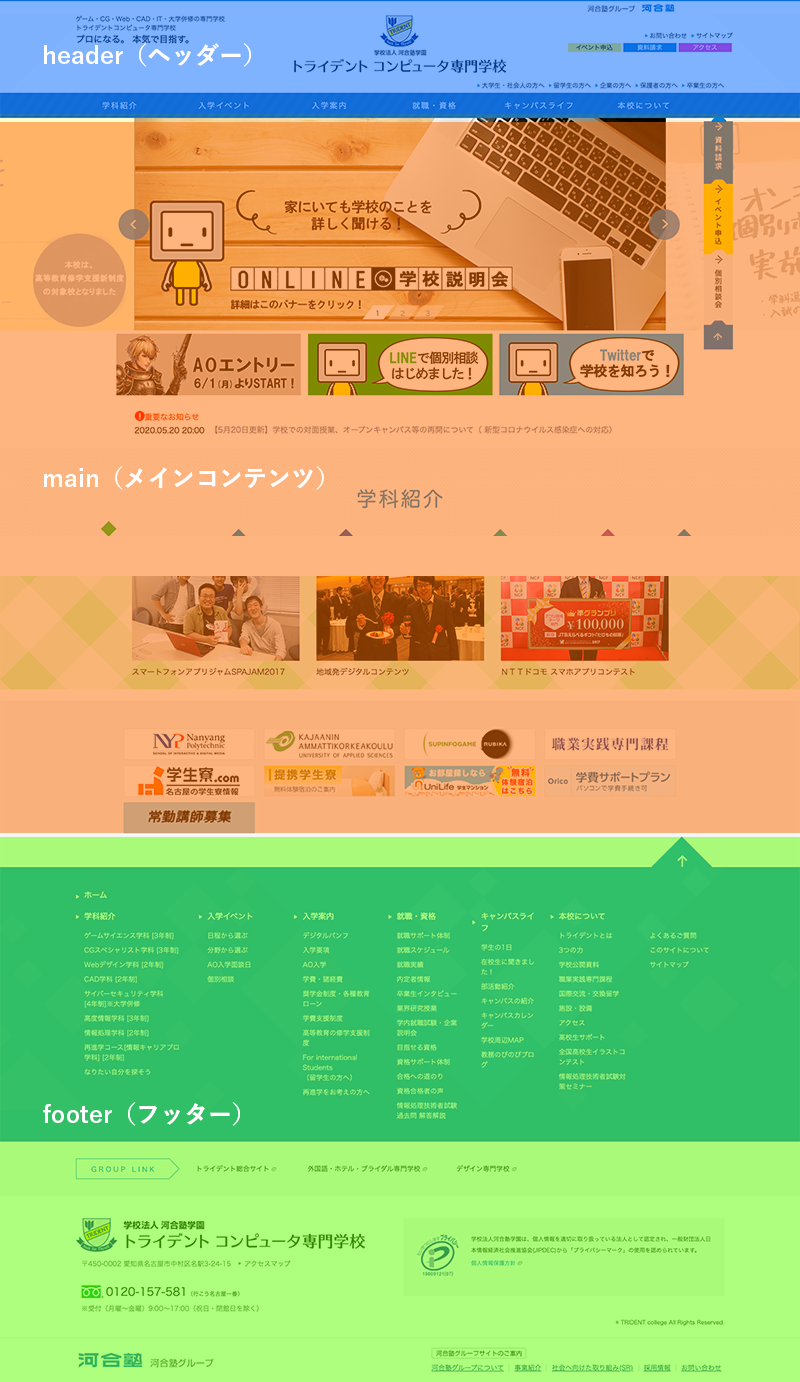 ゲーム・CG・Web・CAD・IT・大学併修の専門学校
トライデントコンピュータ専門学校
プロになる。 本気で目指す。
header（ヘッダー）
学校法人 河合塾学園
トライデント コンピュータ専門学校
河合塾グループ 河合塾
お問い合わせ サイトマップ
イベント申込 資料請求 アクセス
大学生・社会人の方へ 留学生の方へ 企業の方へ 保護者の方へ 卒業生の方へ
学科紹介 入学イベント 入学案内 就職・資格 キャンパスライフ 本校について
資料請求
イベント申込
個別相談会
家にいても学校のことを
詳しく聞ける！
ONLINE 学校説明会
詳細はこのバナーをクリック！
1 2 3
本校は、
高等教育修学支援新制度
の対象校となりました
オン
個別
実施
AOエントリー
6/1（月）よりSTART！
LINEで個別相談
はじめました！
Twitterで
学校を知ろう！
重要なお知らせ
2020.05.20 20:00 【5月20日更新】学校での対面授業、オープンキャンパス等の再開について（ 新型コロナウイルス感染症への対応）
main（メインコンテンツ）
学科紹介
¥100,000
スマートフォンアプリジャムSPAJAM2017
地域発デジタルコンテンツ
NTTドコモ スマホアプリコンテスト
NYP Nanyang
Polytechnic
KAJAANIN
AMMATTIKORKEAKOULU
UNIVERSITY OF APPLIED SCIENCES
SUPINFOGAME RUBIKA
職業実践専門課程
学生寮.com
名古屋の学生寮情報
提携学生寮
無料体験宿泊のご案内
お部屋探しなら
UniLife 学生マンション
無料
体験宿泊
はこちら
Orico 学費サポートプラン
パソコンで学費手続き可
常勤講師募集
ホーム
学科紹介
ゲームサイエンス学科 [3年制]
CGスペシャリスト学科 [3年制]
Webデザイン学科 [2年制]
CAD学科 [2年制]
サイバーセキュリティ学科
[4年制]※大学併修
高度情報学科 [3年制]
情報処理学科 [2年制]
再進学コース[情報キャリアプロ
学科] [2年制]
なりたい自分を探そう
入学イベント
日程から選ぶ
分野から選ぶ
AO入学面談日
個別相談
入学案内
デジタルパンフ
入学要項
AO入学
学費・諸経費
奨学金制度・各種教育
ローン
学費支援制度
高等教育の修学支援制
度
For international
Students
（留学生の方へ）
再進学をお考えの方へ
就職・資格
就職サポート体制
就職スケジュール
就職実績
内定者情報
卒業生インタビュー
業界研究授業
学内就職試験・企業
説明会
目指せる資格
資格サポート体制
合格への道のり
資格合格者の声
情報処理技術者試験
過去問 解答解説
キャンパスライ
フ
学生の1日
在校生に聞きまし
た！
部活動紹介
キャンパスの紹介
キャンパスカレン
ダー
学校周辺MAP
教務のびのびブロ
グ
本校について
トライデントとは
3つの力
学校公開資料
職業実践専門課程
国際交流・交換留学
施設・設備
アクセス
高校生サポート
全国高校生イラストコ
ンテスト
情報処理技術者試験対
策セミナー
よくあるご質問
このサイトについて
サイトマップ
footer（フッター）
GROUP LINK トライデント総合サイト 外国語・ホテル・ブライダル専門学校 デザイン専門学校
学校法人 河合塾学園
トライデント コンピュータ専門学校
〒450-0002 愛知県名古屋市中村区名駅3-24-15 アクセスマップ
0120-157-581（行こう名古屋一番）
※受付（月曜〜金曜）9:00〜17:00（祝日・閉館日を除く）
学校法人河合塾学園は、個人情報を適切に取り扱っている法人として認定され、一般財団法人日
本情報経済社会推進協会(JIPDEC)から「プライバシーマーク」の使用を認められています。
個人情報保護方針
TRIDENT college All Rights Reserved.
河合塾 河合塾グループ
河合塾グループサイトのご案内
河合塾グループについて 事業紹介 社会へ向けた取り組み(SR) 採用情報 お問い合わせ